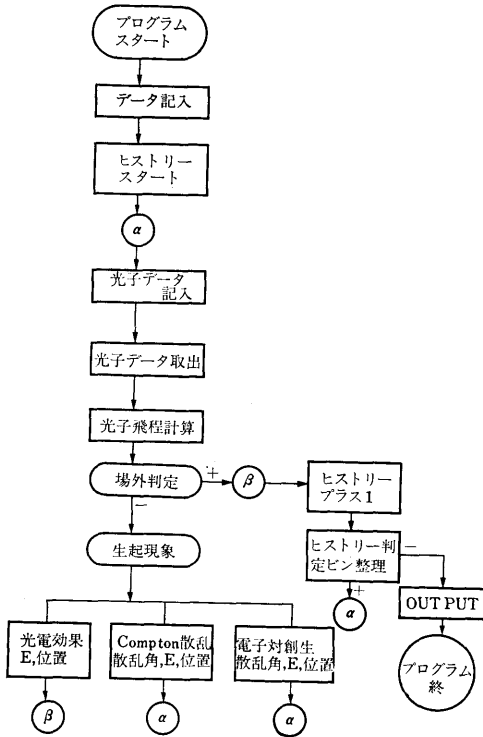 プログラム
スタート
データ記入
ヒストリー
スタート
α
光子データ
記入
光子データ取出
光子飛程計算
場外判定
+
β
ヒストリー
プラス1
−
生起現象
ヒストリー判
定ビン整理
−
+
α
OUT PUT
プログラム
終
光電効果
E,位置
Compton散乱
散乱角,E,位置
電子対創生
散乱角,E,位置
β
α
α